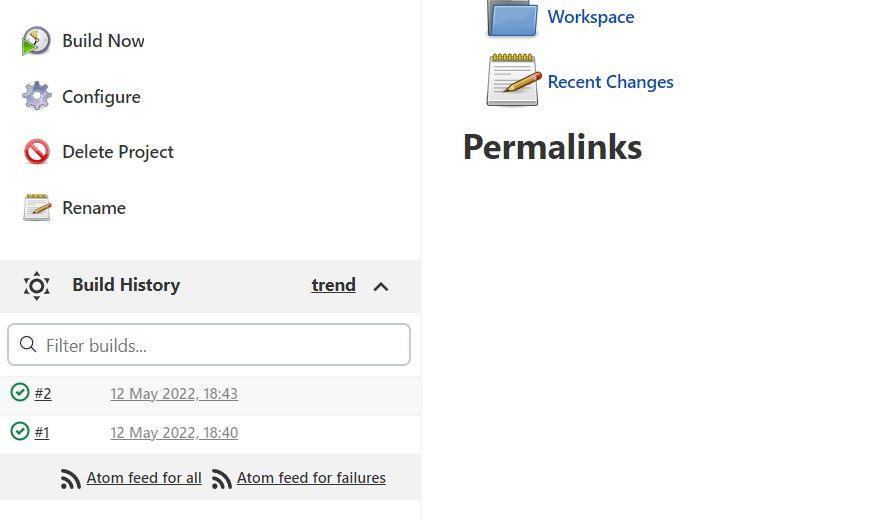 Build Now
Configure
Delete Project
Rename
Build History trend
Filter builds...
#2 12 May 2022, 18:43
#1 12 May 2022, 18:40
Atom feed for all Atom feed for failures
Workspace
Recent Changes
Permalinks